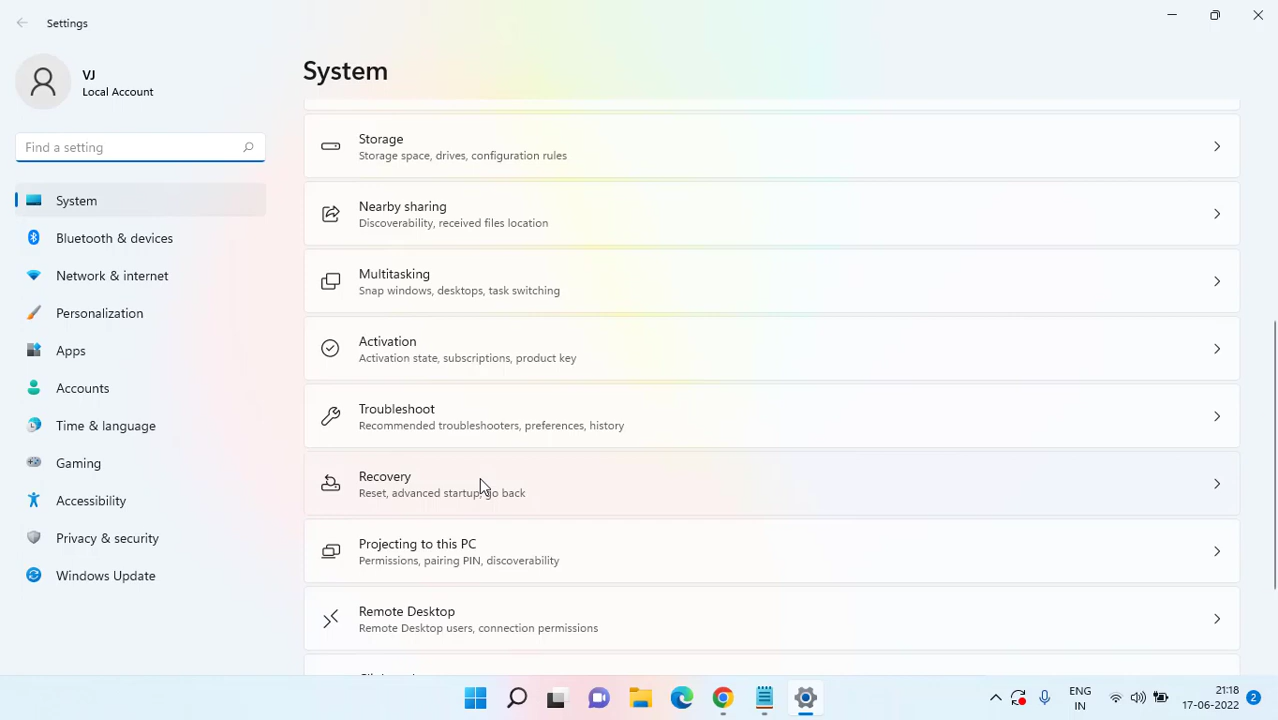 Settings
VJ
Local Account
Find a setting
System
Bluetooth & devices
Network & internet
Personalization
Apps
Accounts
Time & language
Gaming
Accessibility
Privacy & security
Windows Update
System
Storage
Storage space, drives, configuration rules
Nearby sharing
Discoverability, received files location
Multitasking
Snap windows, desktops, task switching
Activation
Activation state, subscriptions, product key
Troubleshoot
Recommended troubleshooters, preferences, history
Recovery
Reset, advanced startup, go back
Projecting to this PC
Permissions, pairing PIN, discoverability
Remote Desktop
Remote Desktop users, connection permissions
ENG
IN
21:18
17-06-2022
2